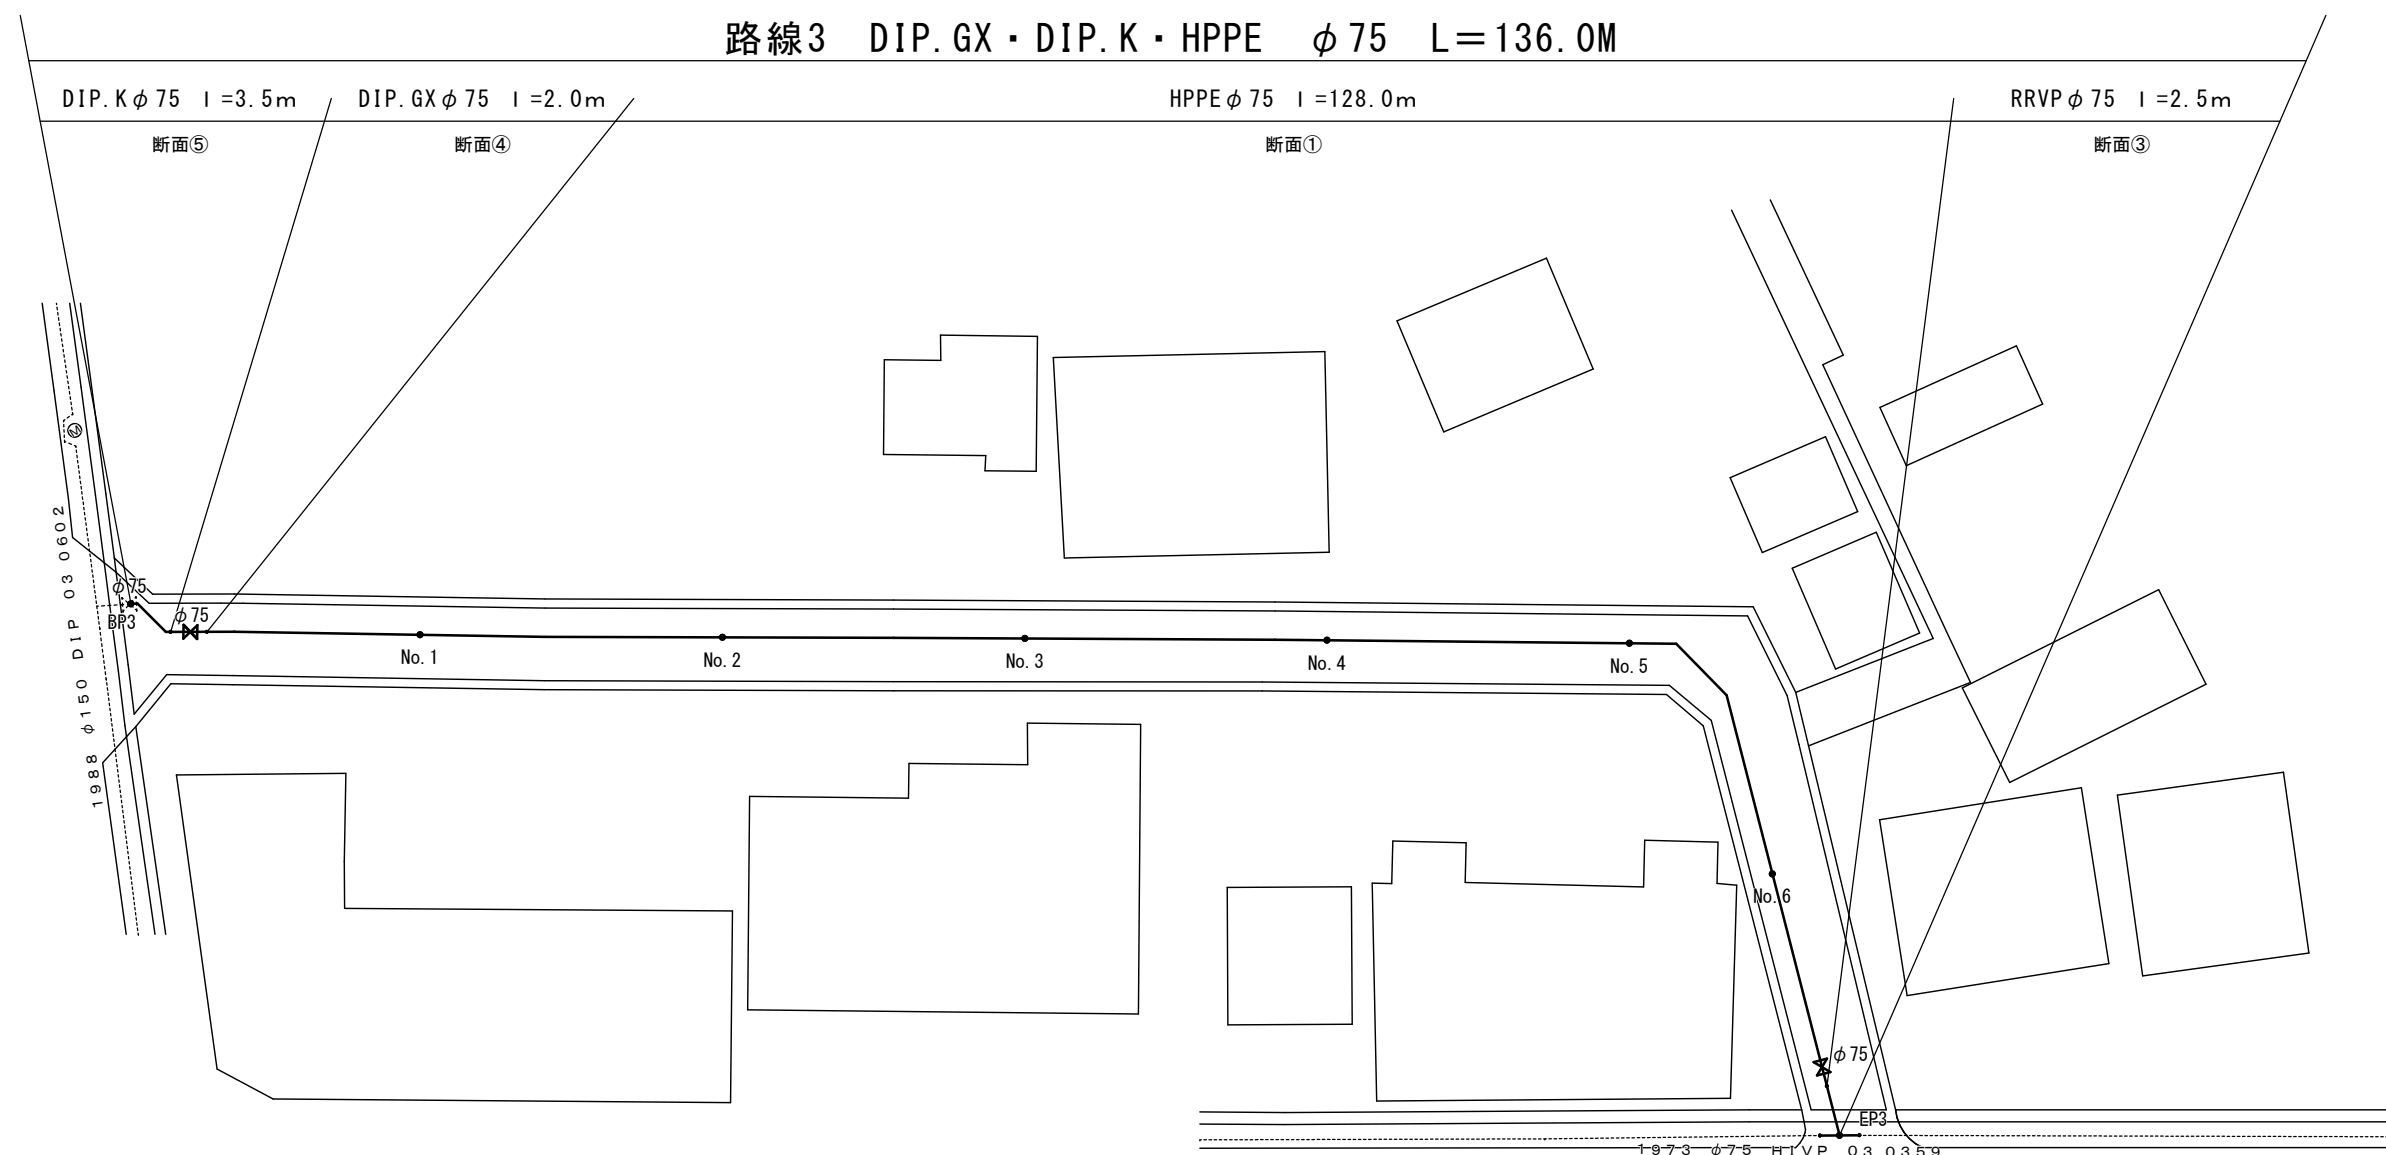 路線3　DIP.GX・DIP.K・HPPE　φ75　L＝136.0M
DIP.Kφ75　l=3.5m
DIP.GXφ75　l=2.0m
HPPEφ75　l=128.0m
RRVPφ75　l=2.5m
断面⑤
断面④
断面①
断面③
M
1988 φ150 DIP 03 0602
φ75
BP3
φ75
No.1
No.2
No.3
No.4
No.5
No.6
φ75
EP3
1973 φ75 HIVP 03 0359